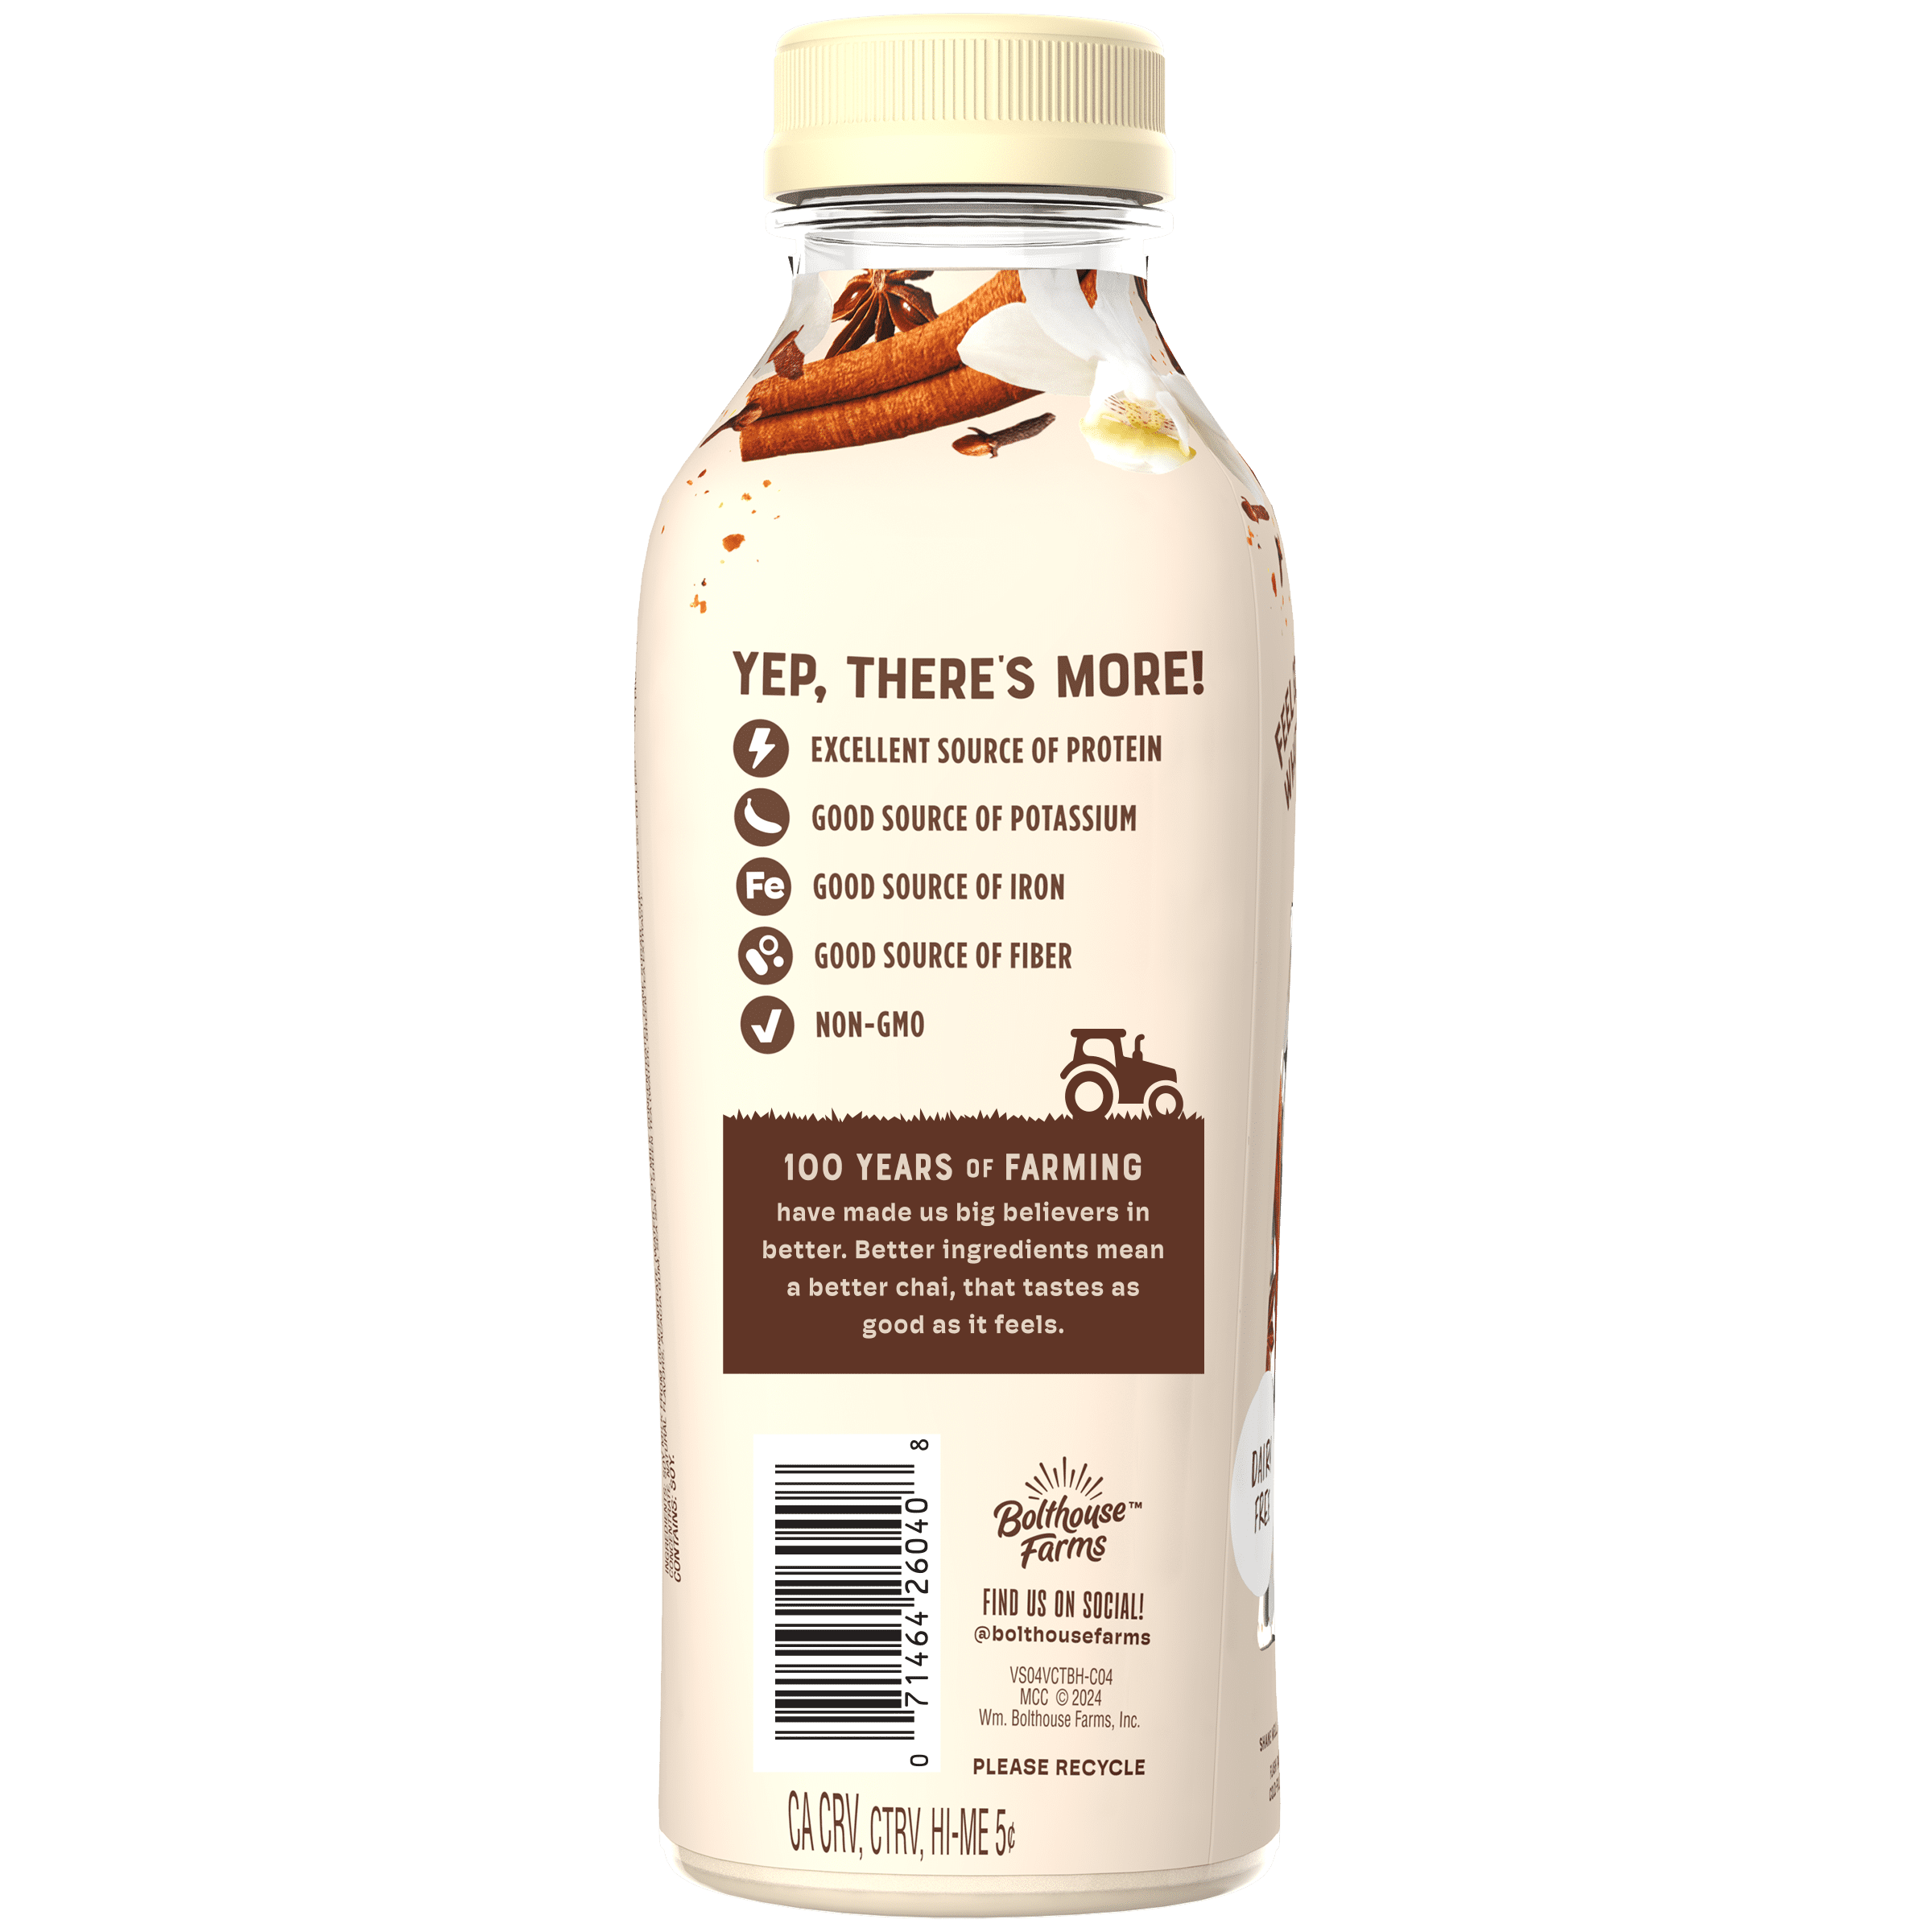 YEP, THERE'S MORE!
EXCELLENT SOURCE OF PROTEIN
GOOD SOURCE OF POTASSIUM
Fe GOOD SOURCE OF IRON
GOOD SOURCE OF FIBER
NON-GMO
100 YEARS OF FARMING
have made us big believers in
better. Better ingredients mean
a better chai, that tastes as
good as it feels.
0 71464 26040 8
Bolthouse™
Farms
FIND US ON SOCIAL!
@bolthousefarms
VS04VCTBH-C04
MCC © 2024
Wm. Bolthouse Farms, Inc.
PLEASE RECYCLE
CA CRV, CTRV, HI-ME 5¢
CONTAINS: SOY.